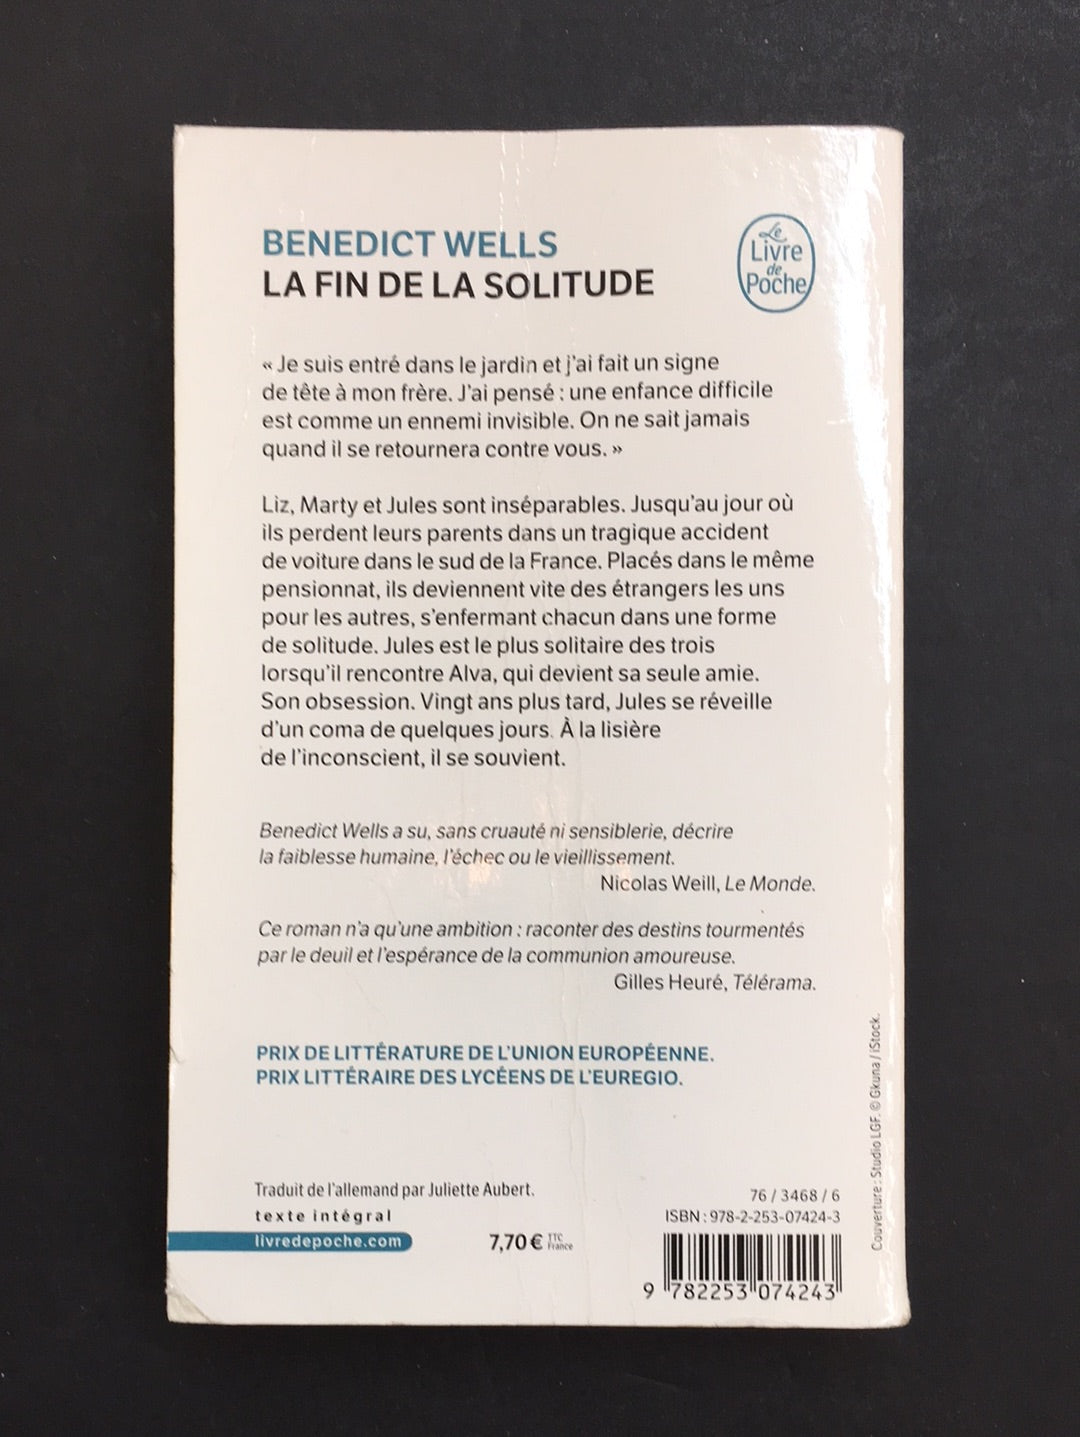 BENEDICT WELLS
LA FIN DE LA SOLITUDE
Le
Livre
de
Poche
« Je suis entré dans le jardin et j'ai fait un signe
de tête à mon frère. J'ai pensé : une enfance difficile
est comme un ennemi invisible. On ne sait jamais
quand il se retournera contre vous. »
Liz, Marty et Jules sont inséparables. Jusqu'au jour où
ils perdent leurs parents dans un tragique accident
de voiture dans le sud de la France. Placés dans le même
pensionnat, ils deviennent vite des étrangers les uns
pour les autres, s'enfermant chacun dans une forme
de solitude. Jules est le plus solitaire des trois
lorsqu'il rencontre Alva, qui devient sa seule amie.
Son obsession. Vingt ans plus tard, Jules se réveille
d'un coma de quelques jours. À la lisière
de l'inconscient, il se souvient.
Benedict Wells a su, sans cruauté ni sensiblerie, décrire
la faiblesse humaine, l'échec ou le vieillissement.
Nicolas Weill, Le Monde.
Ce roman n'a qu'une ambition : raconter des destins tourmentés
par le deuil et l'espérance de la communion amoureuse.
Gilles Heuré, Télérama.
PRIX DE LITTÉRATURE DE L'UNION EUROPÉENNE.
PRIX LITTÉRAIRE DES LYCÉENS DE L'EUREGIO.
Couverture : Studio LGF. © Gkuna / iStock.
Traduit de l'allemand par Juliette Aubert.
texte intégral
livredepoche.com
7,70 € TTC France
76 / 3468 / 6
ISBN : 978-2-253-07424-3
9 782253 074243